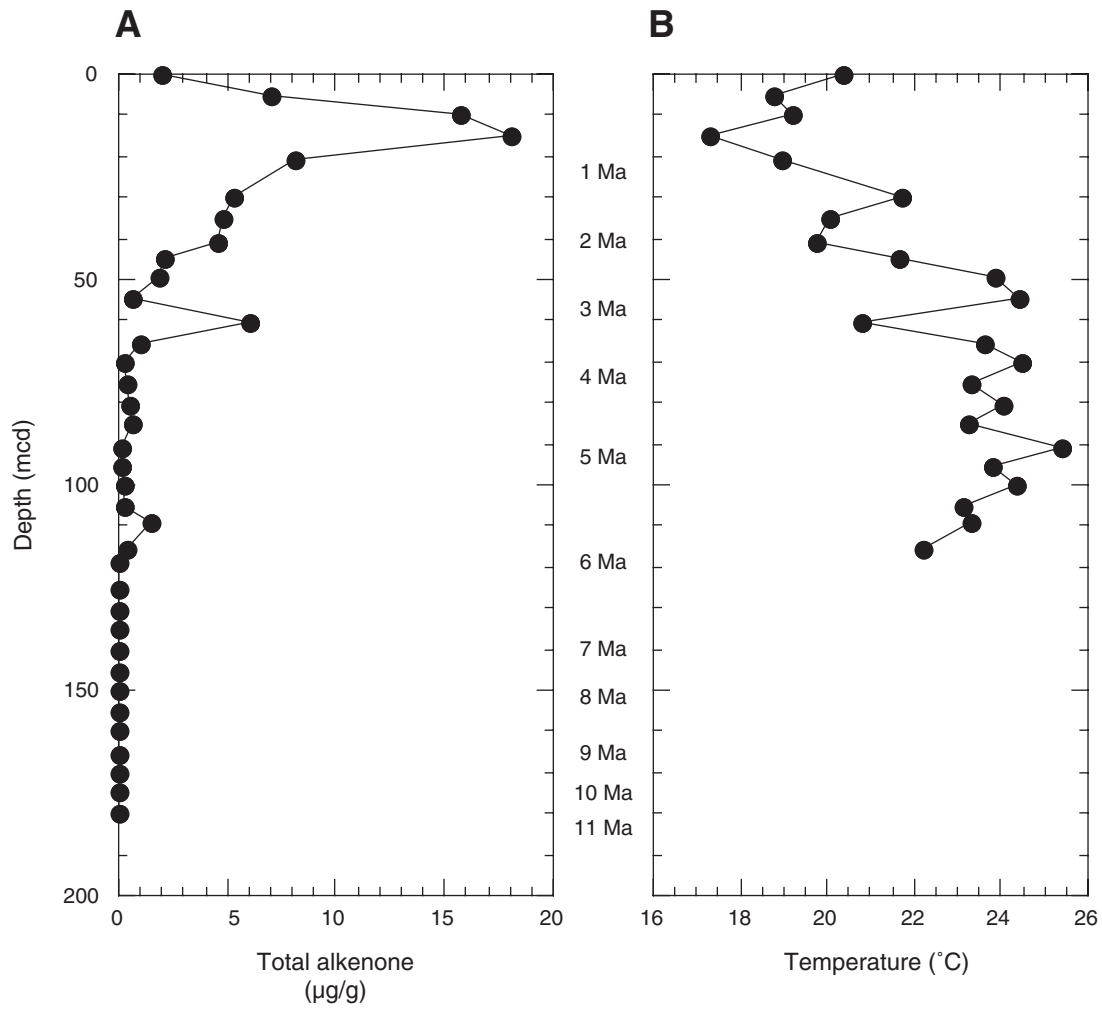 A
B
0
50
100
150
200
Depth (mcd)
1 Ma
2 Ma
3 Ma
4 Ma
5 Ma
6 Ma
7 Ma
8 Ma
9 Ma
10 Ma
11 Ma
0 5 10 15 20
16 18 20 22 24 26
Total alkenone
(µg/g)
Temperature (˚C)